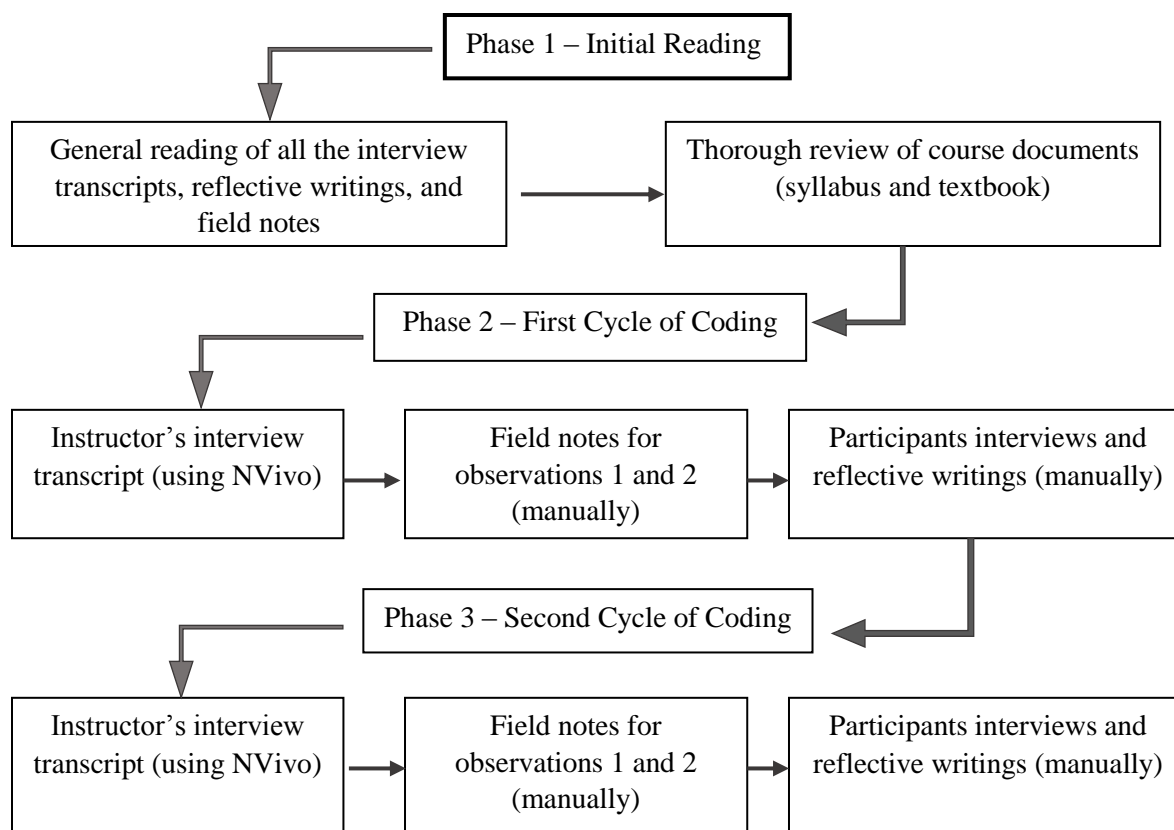 Phase 1 – Initial Reading
General reading of all the interview
transcripts, reflective writings, and
field notes
Thorough review of course documents
(syllabus and textbook)
Phase 2 – First Cycle of Coding
Instructor’s interview
transcript (using NVivo)
Field notes for
observations 1 and 2
(manually)
Participants interviews and
reflective writings (manually)
Phase 3 – Second Cycle of Coding
Instructor’s interview
transcript (using NVivo)
Field notes for
observations 1 and 2
(manually)
Participants interviews and
reflective writings (manually)